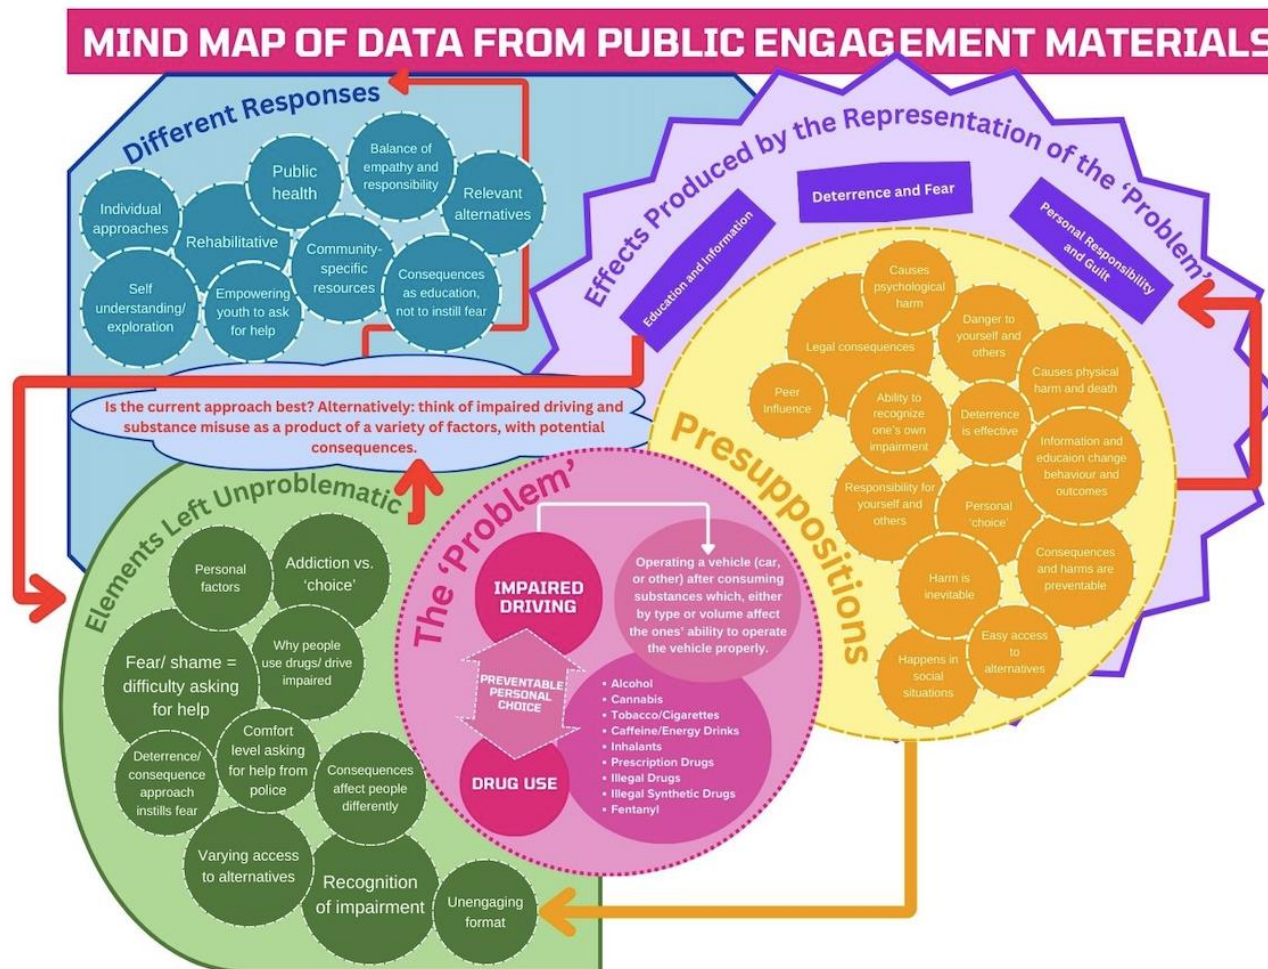 MIND MAP OF DATA FROM PUBLIC ENGAGEMENT MATERIALS
Different Responses
Individual
approaches
Rehabilitative
Public
health
Balance of
empathy and
responsibility
Relevant
alternatives
Self
understanding/
exploration
Empowering
youth to ask
for help
Community-
specific
resources
Consequences
as education,
not to instill fear
Effects Produced by the Representation of the ‘Problem’
Education and Information
Deterrence and Fear
Personal Responsibility
and Guilt
Is the current approach best? Alternatively: think of impaired driving and
substance misuse as a product of a variety of factors, with potential
consequences.
Presuppositions
Causes
psychological
harm
Legal consequences
Danger to
yourself and
others
Causes physical
harm and death
Peer
Influence
Ability to
recognize
one's own
impairment
Deterrence
is effective
Information and
educaion change
behaviour and
outcomes
Responsibility for
yourself and
others
Personal
‘choice’
Consequences
and harms are
preventable
Harm is
inevitable
Easy access
to
alternatives
Happens in
social
situations
Elements Left Unproblematic
Personal
factors
Addiction vs.
‘choice’
Fear/ shame =
difficulty asking
for help
Why people
use drugs/ drive
impaired
Deterrence/
consequence
approach
instills fear
Comfort
level asking
for help from
police
Consequences
affect people
differently
Varying access
to alternatives
Recognition
of impairment
Unengaging
format
The ‘Problem’
IMPAIRED
DRIVING
Operating a vehicle (car,
or other) after consuming
substances which, either
by type or volume affect
the ones' ability to operate
the vehicle properly.
PREVENTABLE
PERSONAL
CHOICE
DRUG USE
• Alcohol
• Cannabis
• Tobacco/Cigarettes
• Caffeine/Energy Drinks
• Inhalants
• Prescription Drugs
• Illegal Drugs
• Illegal Synthetic Drugs
• Fentanyl